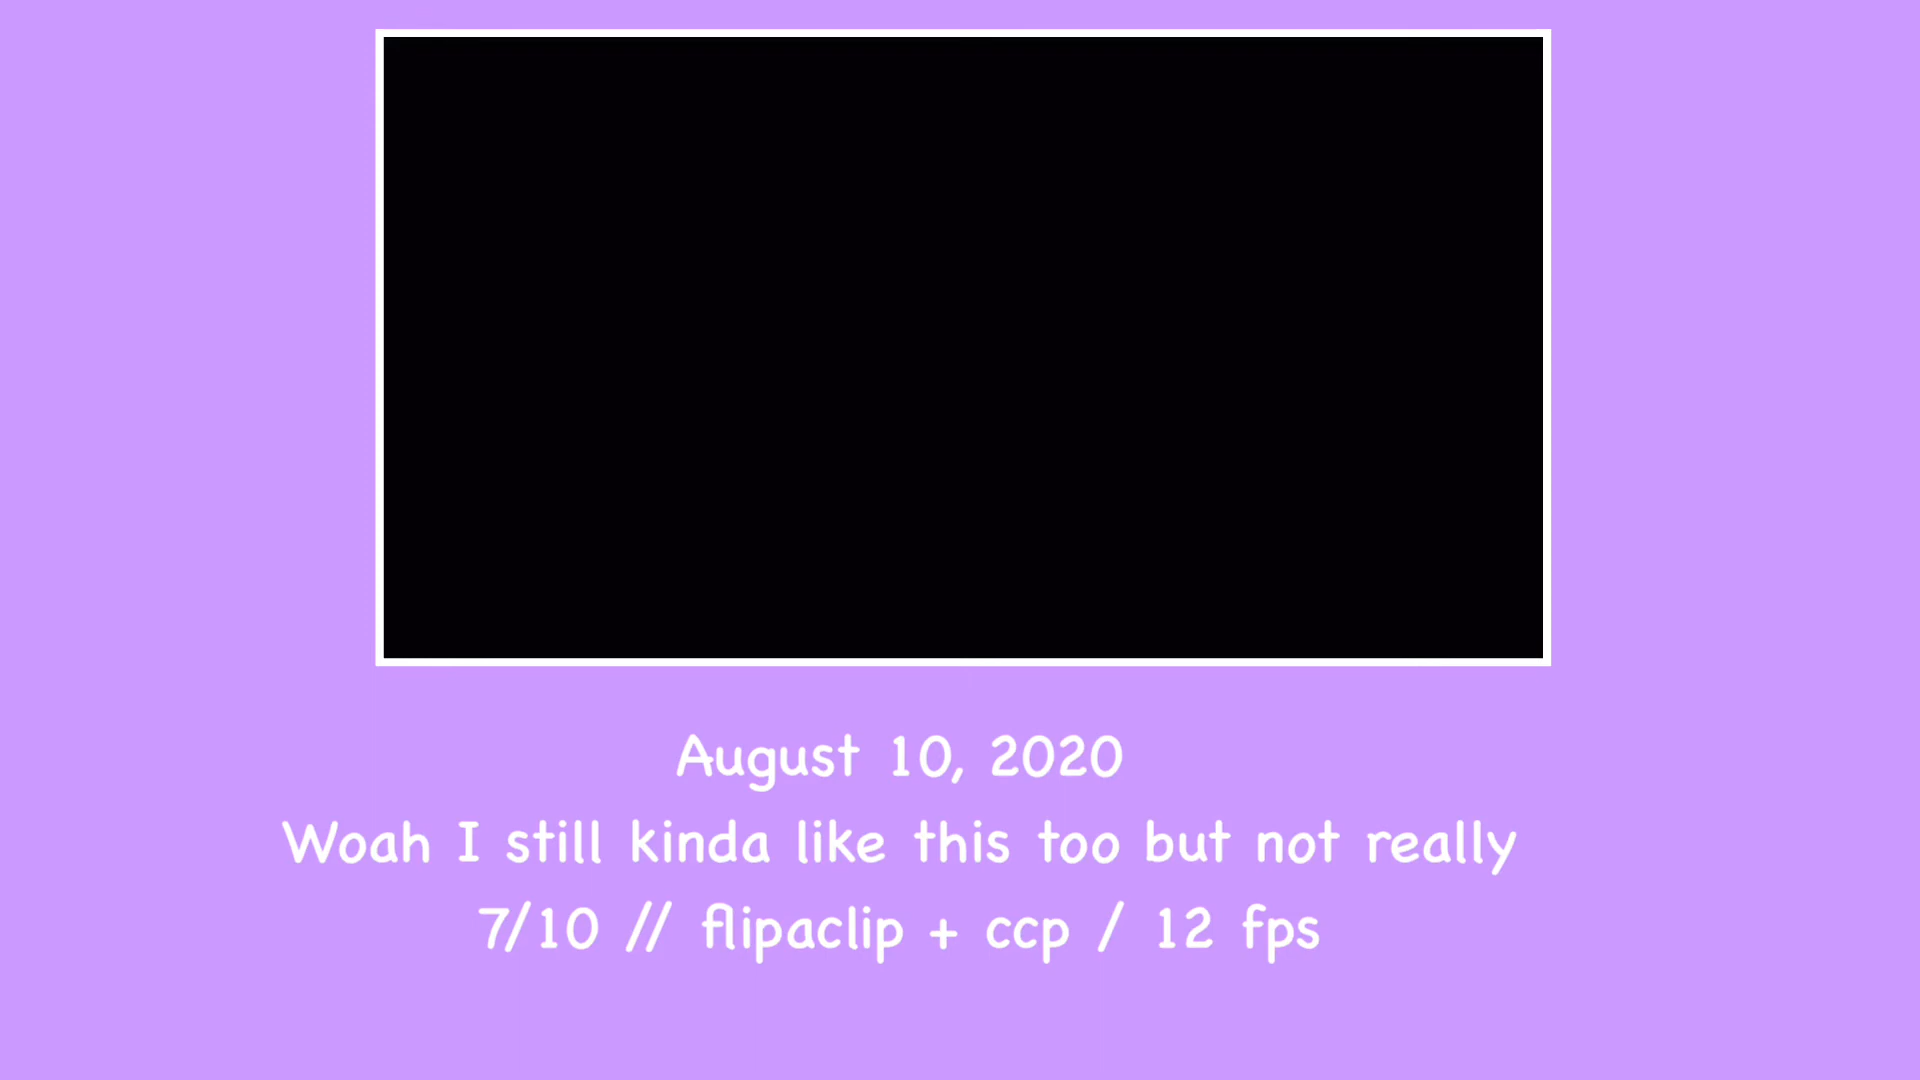 August 10, 2020
Woah I still kinda like this too but not really
7/10 // flipaclip + ccp / 12 fps